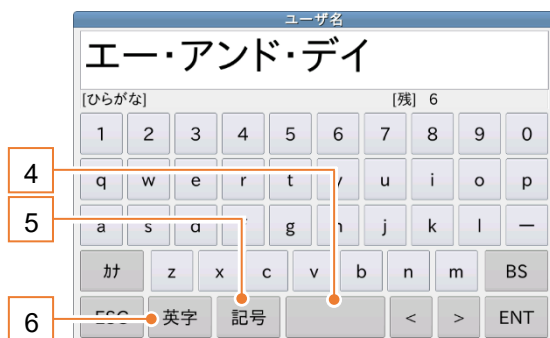 ユーザ名
エー・アンド・デイ
[ひらがな] [残] 6
1 2 3 4 5 6 7 8 9 0
4 q w e r t y u i o p
5 a s d g h j k l ー
ｶﾅ z x c v b n m BS
6 ESC 英字 記号 < > ENT